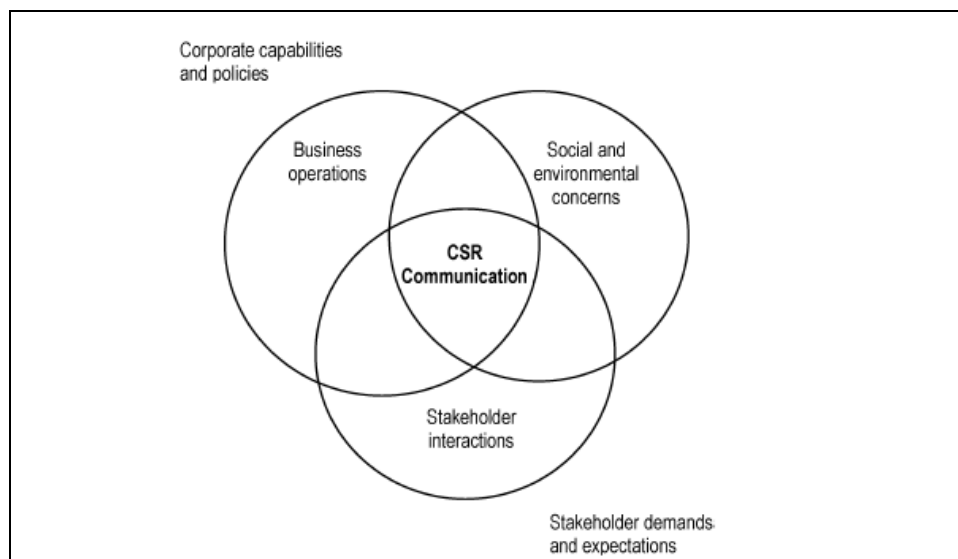 Corporate capabilities
and policies
Business
operations
Social and
environmental
concerns
CSR
Communication
Stakeholder
interactions
Stakeholder demands
and expectations